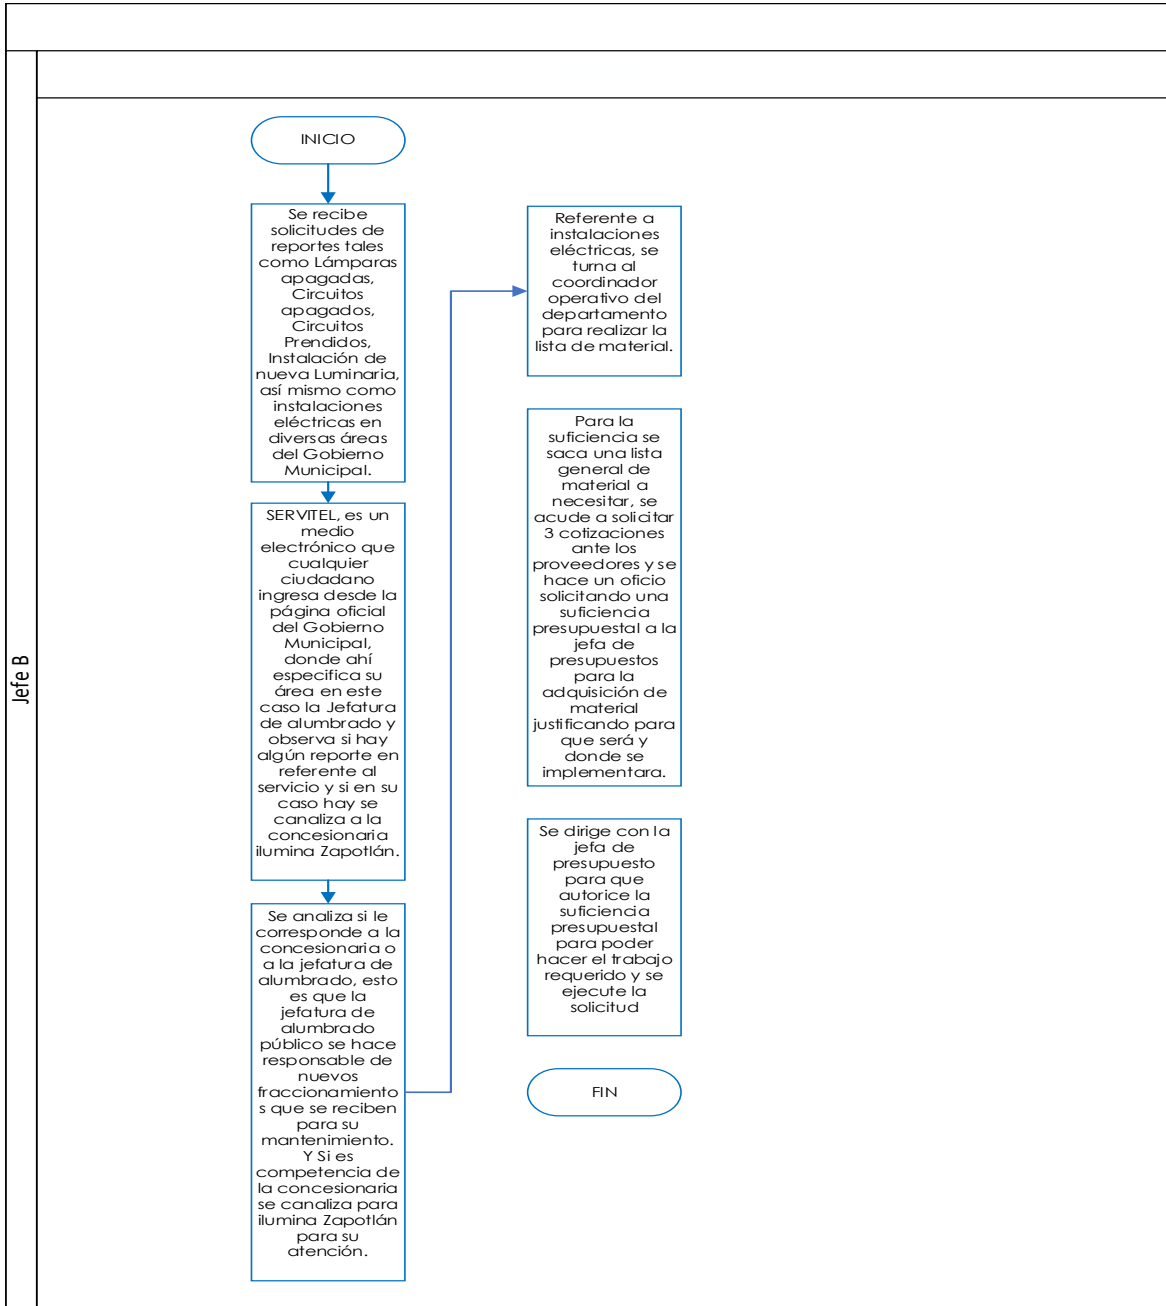 Jefe B
INICIO
Se recibe
solicitudes de
reportes tales
como Lámparas
apagadas,
Circuitos
apagados,
Circuitos
Prendidos,
Instalación de
nueva Luminaria,
así mismo como
instalaciones
eléctricas en
diversas áreas
del Gobierno
Municipal.
SERVITEL, es un
medio
electrónico que
cualquier
ciudadano
ingresa desde la
página oficial
del Gobierno
Municipal,
donde ahí
especifica su
área en este
caso la Jefatura
de alumbrado y
observa si hay
algún reporte en
referente al
servicio y si en su
caso hay se
canaliza a la
concesionaria
ilumina Zapotlán.
Se analiza si le
corresponde a la
concesionaria o
a la jefatura de
alumbrado, esto
es que la
jefatura de
alumbrado
público se hace
responsable de
nuevos
fraccionamiento
s que se reciben
para su
mantenimiento.
Y Si es
competencia de
la concesionaria
se canaliza para
ilumina Zapotlán
para su
atención.
Referente a
instalaciones
eléctricas, se
turna al
coordinador
operativo del
departamento
para realizar la
lista de material.
Para la
suficiencia se
saca una lista
general de
material a
necesitar, se
acude a solicitar
3 cotizaciones
ante los
proveedores y se
hace un oficio
solicitando una
suficiencia
presupuestal a la
jefa de
presupuestos
para la
adquisición de
material
justificando para
que será y
donde se
implementara.
Se dirige con la
jefa de
presupuesto
para que
autorice la
suficiencia
presupuestal
para poder
hacer el trabajo
requerido y se
ejecute la
solicitud
FIN